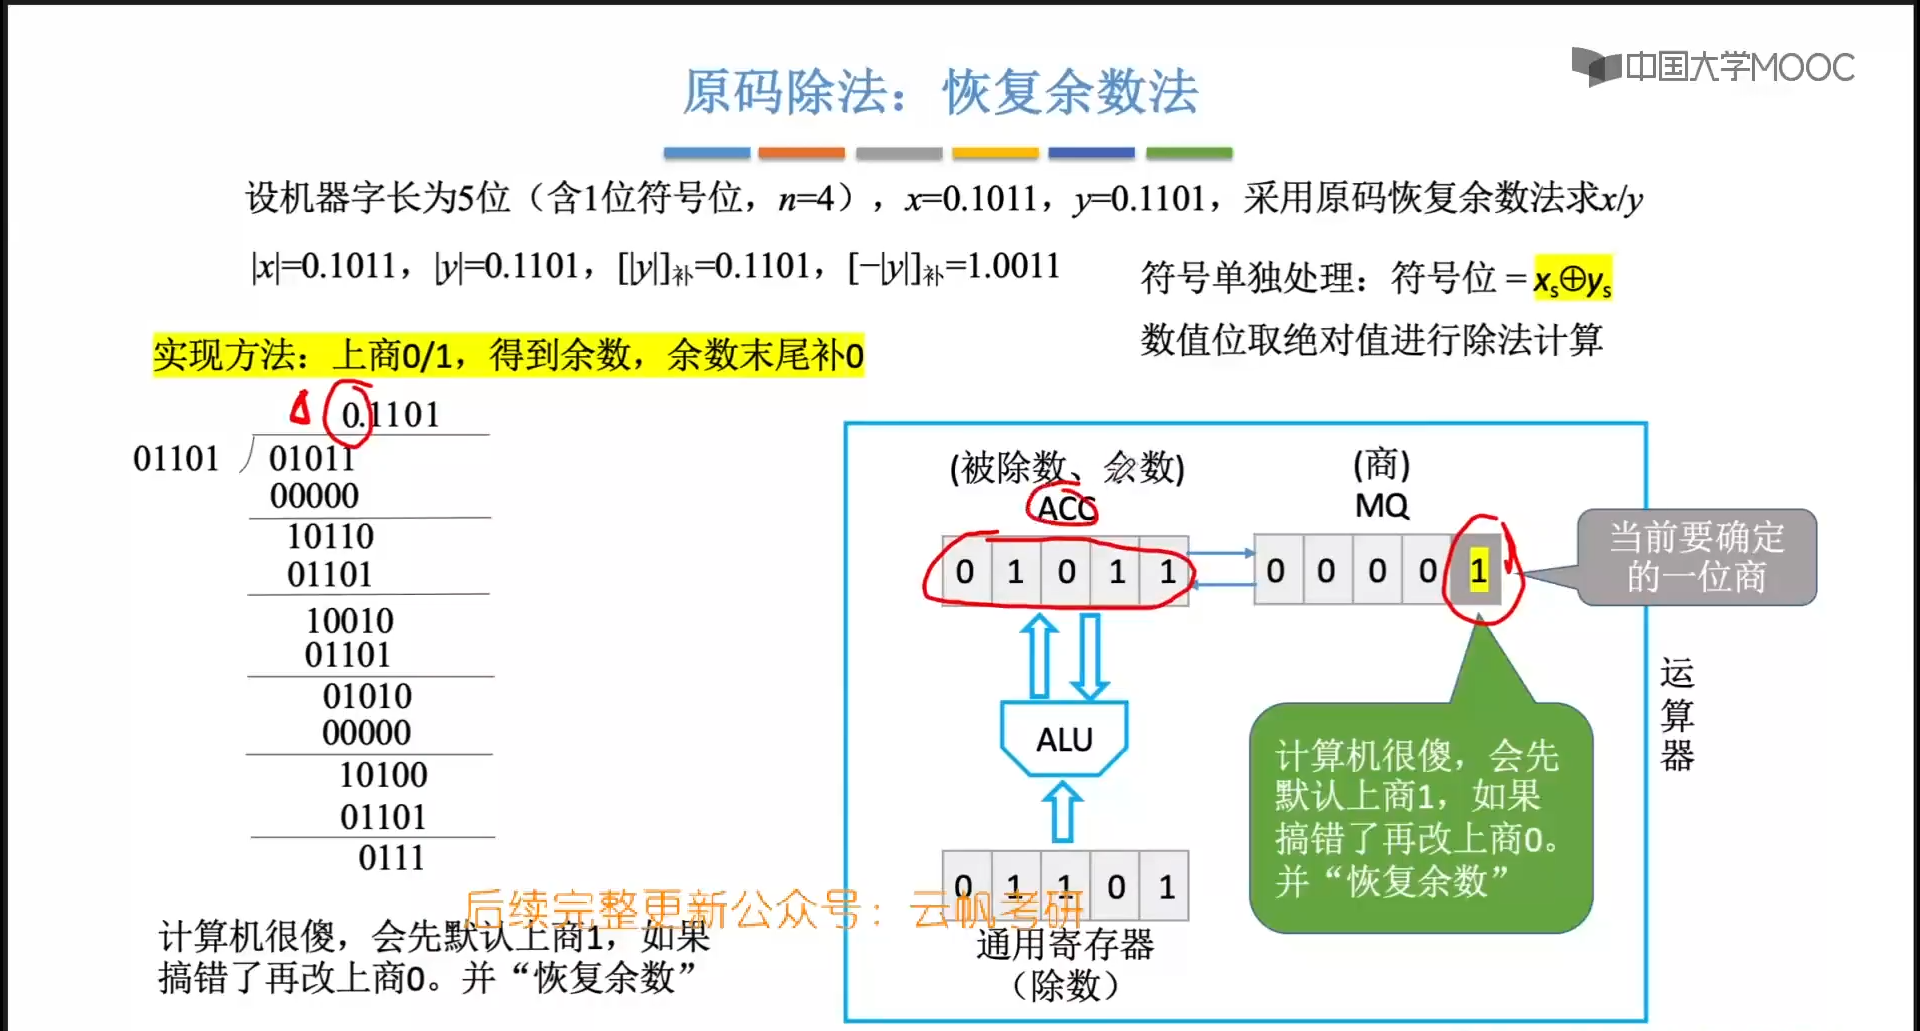 中国大学MOOC
原码除法：恢复余数法
设机器字长为5位（含1位符号位，n=4），x=0.1011，y=0.1101，采用原码恢复余数法求x/y
|x|=0.1011，|y|=0.1101，[|y|]补=0.1101，[−|y|]补=1.0011
符号单独处理：符号位 = xs⊕ys
数值位取绝对值进行除法计算
实现方法：上商0/1，得到余数，余数末尾补0
0.1101
01101
01011
00000
10110
01101
10010
01101
01010
00000
10100
01101
0111
计算机很傻，会先默认上商1，如果
搞错了再改上商0。并“恢复余数”
(被除数、余数)
ACC
0 1 0 1 1
(商)
MQ
0 0 0 0 1
当前要确定
的一位商
ALU
0 1 1 0 1
通用寄存器
（除数）
计算机很傻，会先
默认上商1，如果
搞错了再改上商0。
并“恢复余数”
运
算
器
后续完整更新公众号：云帆考研